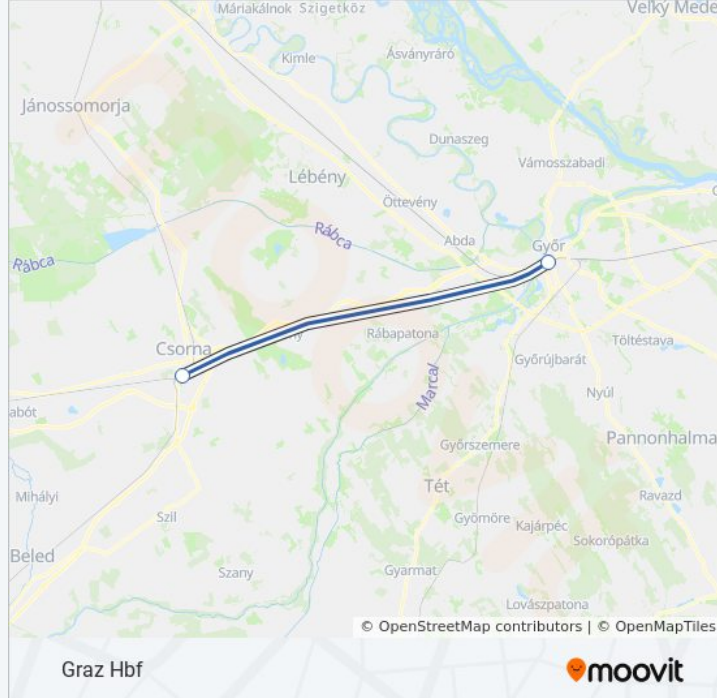 Máriakálnok Szigetköz
Veľký Mede
Kimle
Ásványráró
Jánossomorja
Dunaszeg
Vámosszabadi
Lébény
Öttevény
Rábca
Abda
Győr
Rábca
Rábapatona
Csorna
Töltéstava
Győrújbarát
Marcal
Nyúl
abót
Győrszemere
Pannonhalma
Tét
Mihályi
Ravazd
Szil
Gyömöre
Kajárpéc
Sokorópátka
Beled
Szany
Gyarmat
Lovászpatona
© OpenStreetMap contributors | © OpenMapTiles
Graz Hbf
moovit